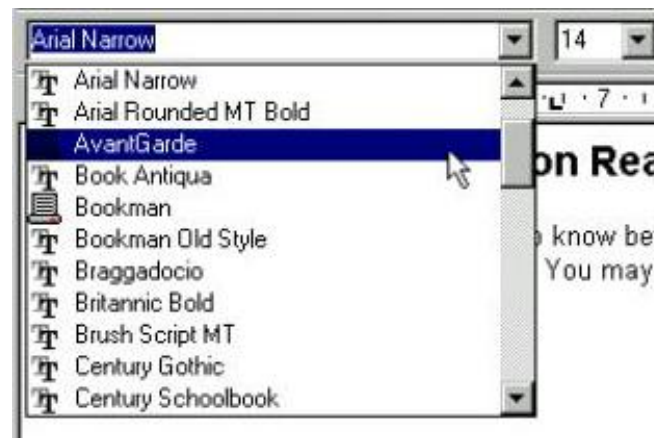 Arial Narrow 14
Arial Narrow
Arial Rounded MT Bold
7
AvantGarde
on Rea
Book Antiqua
Bookman
Bookman Old Style
know be
Braggadocio
You may
Britannic Bold
Brush Script MT
Century Gothic
Century Schoolbook